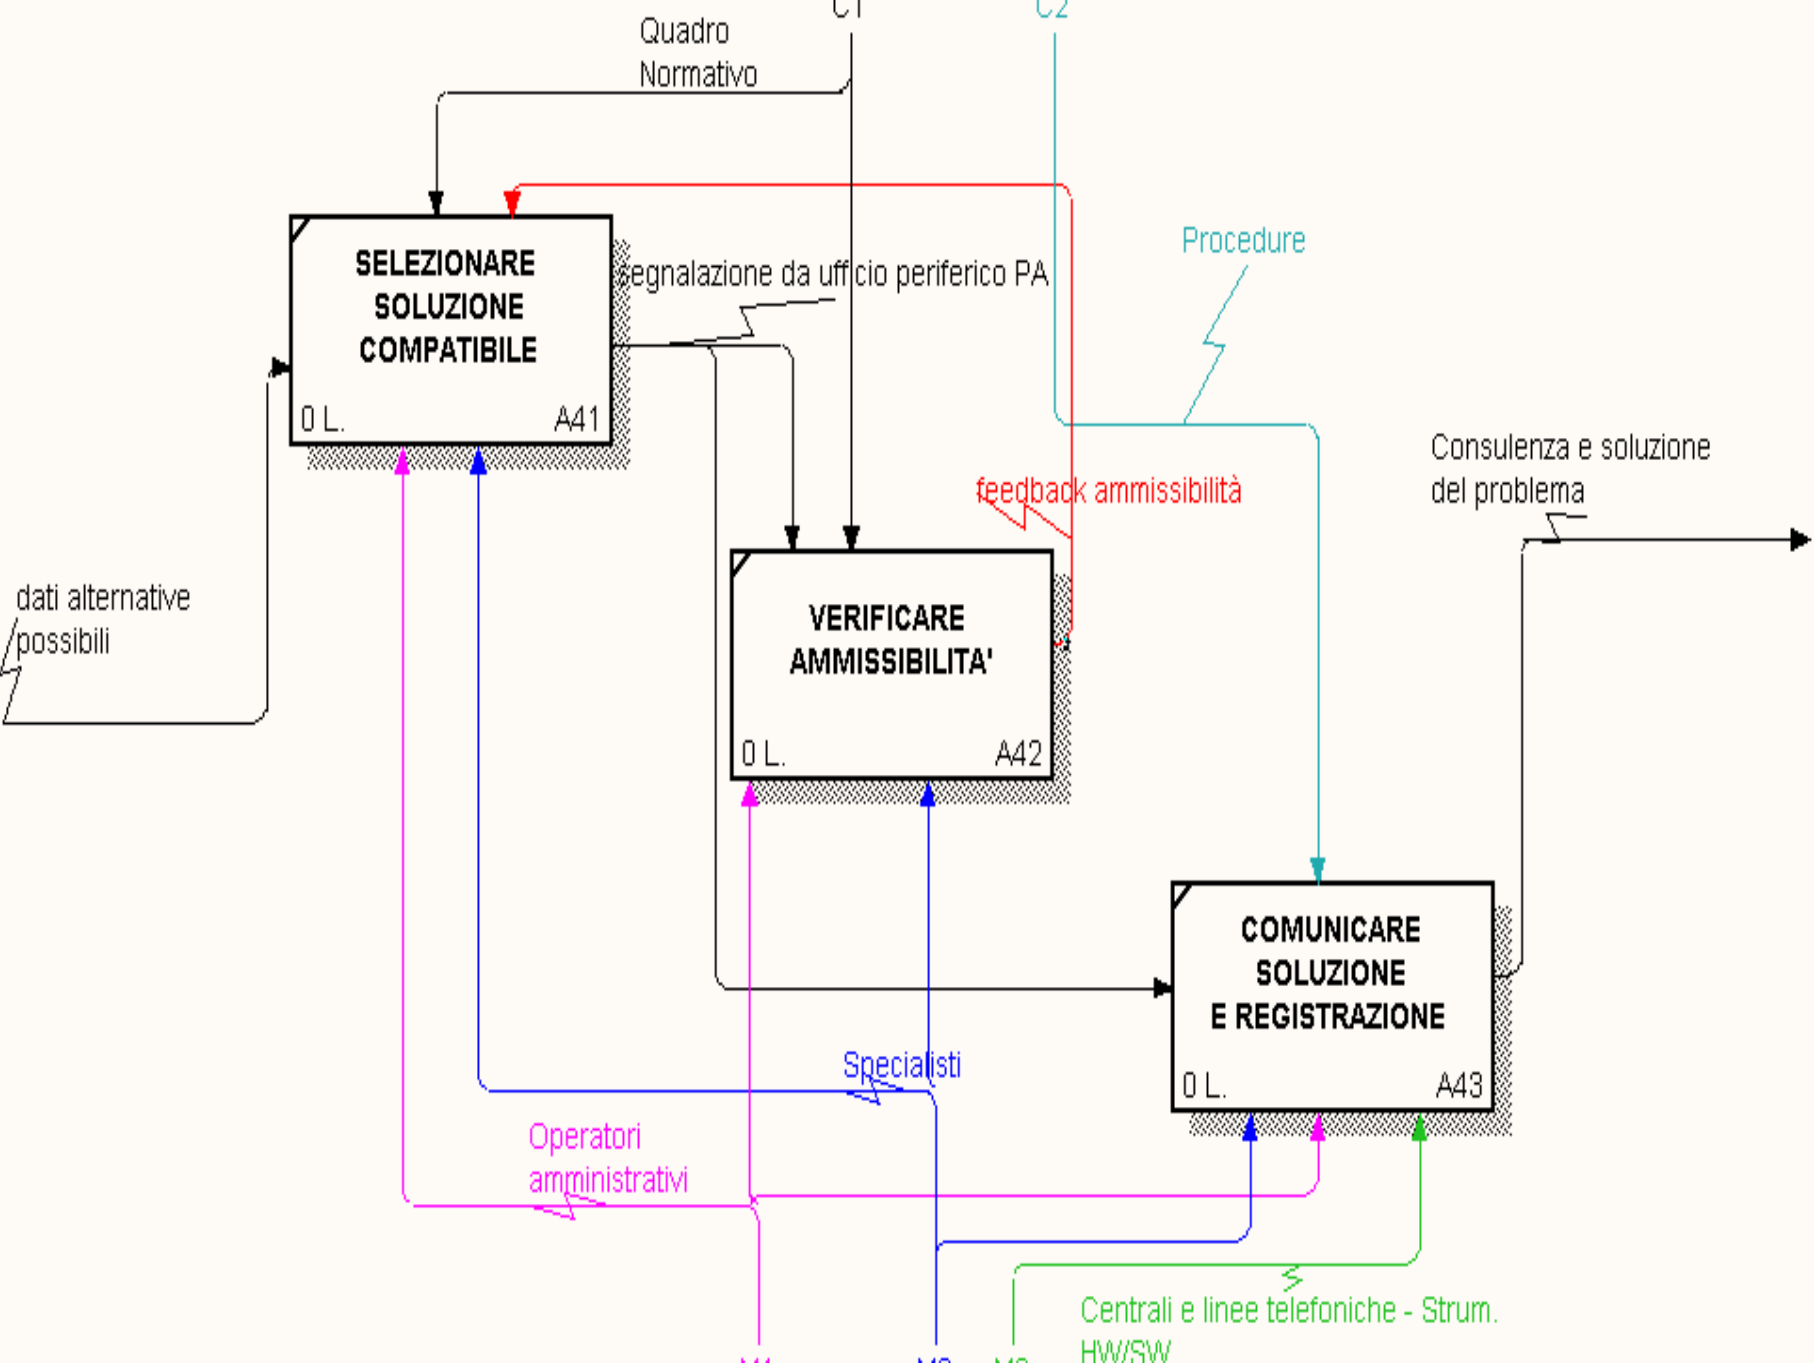 C1
C2
Quadro
Normativo
SELEZIONARE
SOLUZIONE
COMPATIBILE
0 L.
A41
segnalazione da ufficio periferico PA
Procedure
feedback ammissibilità
Consulenza e soluzione
del problema
dati alternative
possibili
VERIFICARE
AMMISSIBILITA'
0 L.
A42
COMUNICARE
SOLUZIONE
E REGISTRAZIONE
0 L.
A43
Specialisti
Operatori
amministrativi
Centrali e linee telefoniche - Strum.
HW/SW